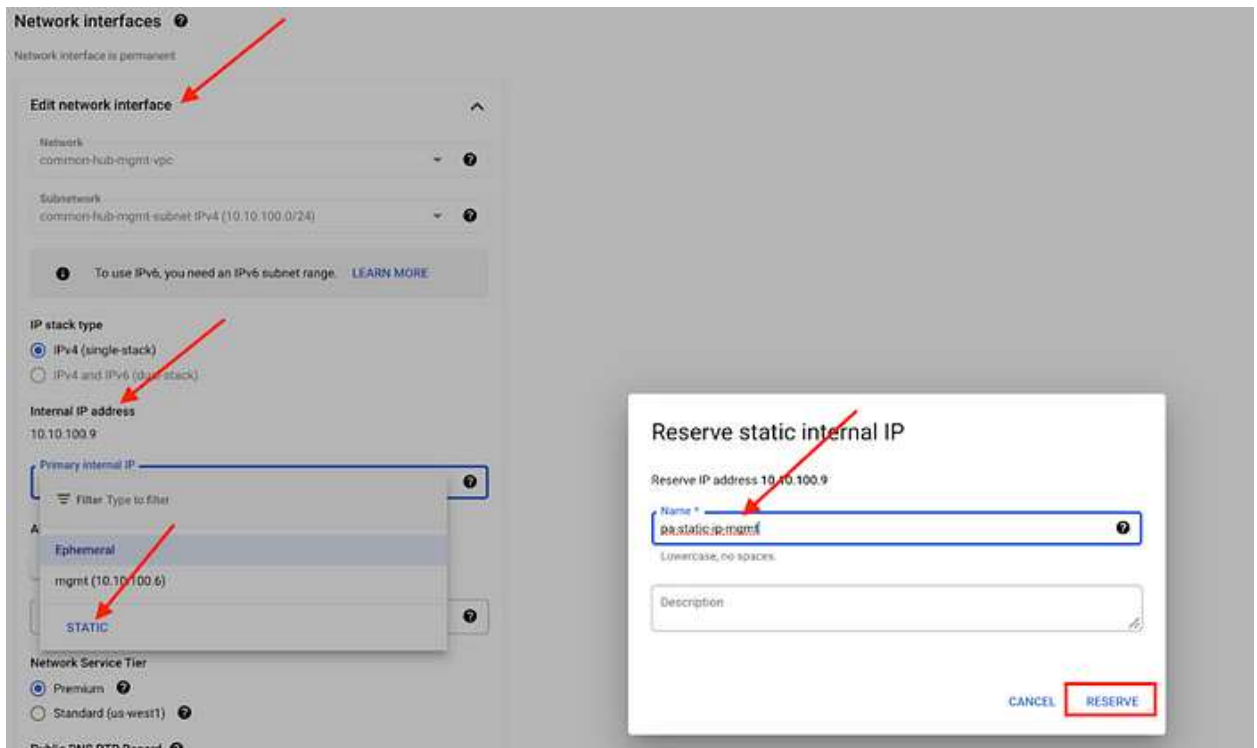 Network interfaces
Network interface is permanent
Edit network interface
Network
common-hub-mgmt-vpc
Subnetwork
common-hub-mgmt-subnet IPv4 (10.10.100.0/24)
To use IPv6, you need an IPv6 subnet range. LEARN MORE
IP stack type
IPv4 (single-stack)
IPv4 and IPv6 (dual-stack)
Internal IP address
10.10.100.9
Primary internal IP
Filter Type to filter
A
Ephemeral
mgmt (10.10.100.6)
STATIC
Network Service Tier
Premium
Standard (us-west1)
Public DNS PTR Record
Reserve static internal IP
Reserve IP address 10.10.100.9
Name *
pa-static-ip-mgmt
Lowercase, no spaces.
Description
CANCEL RESERVE